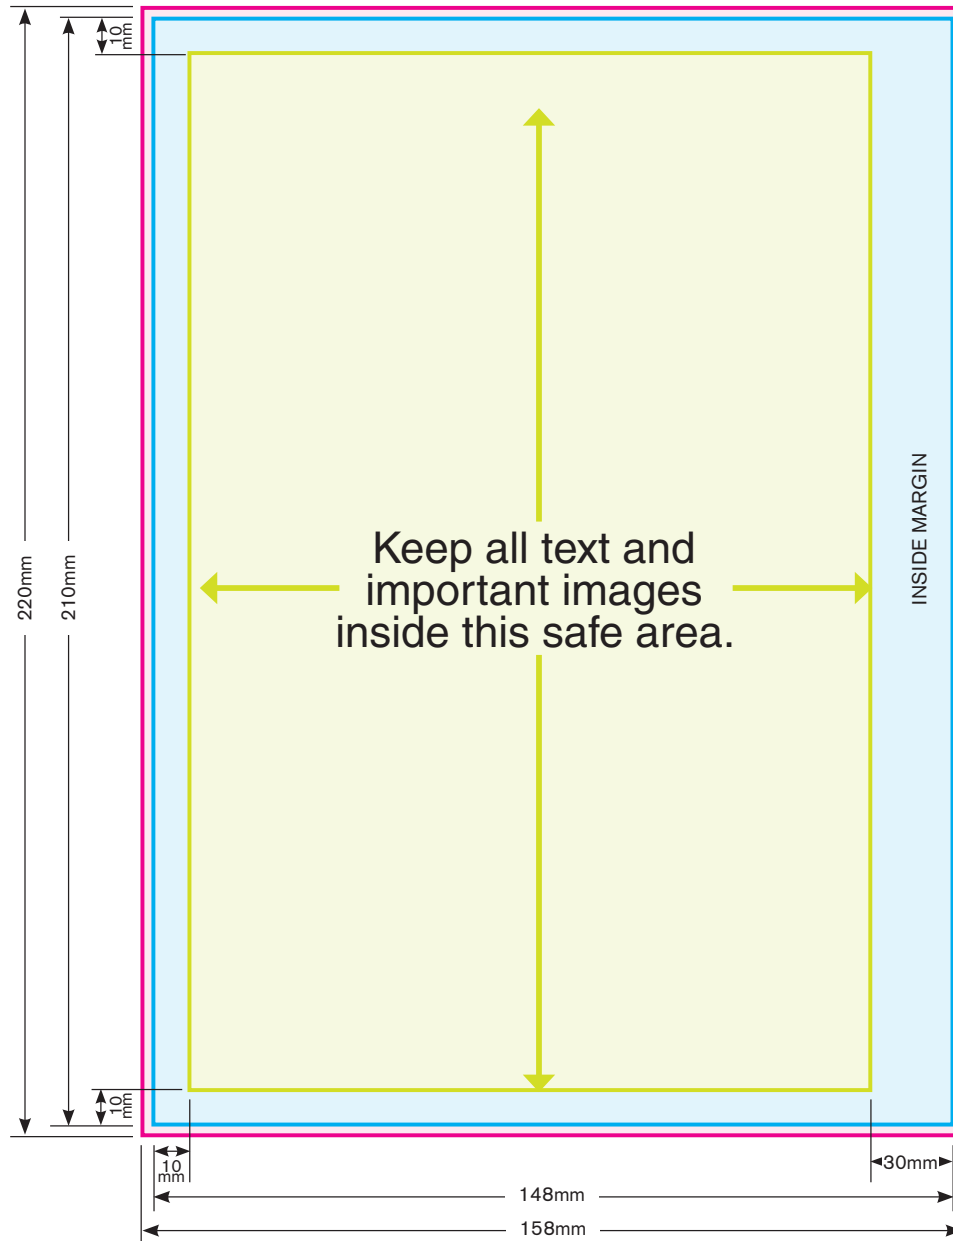 10
mm
220mm
210mm
Keep all text and
important images
inside this safe area.
INSIDE MARGIN
10
mm
10
mm
30mm
148mm
158mm